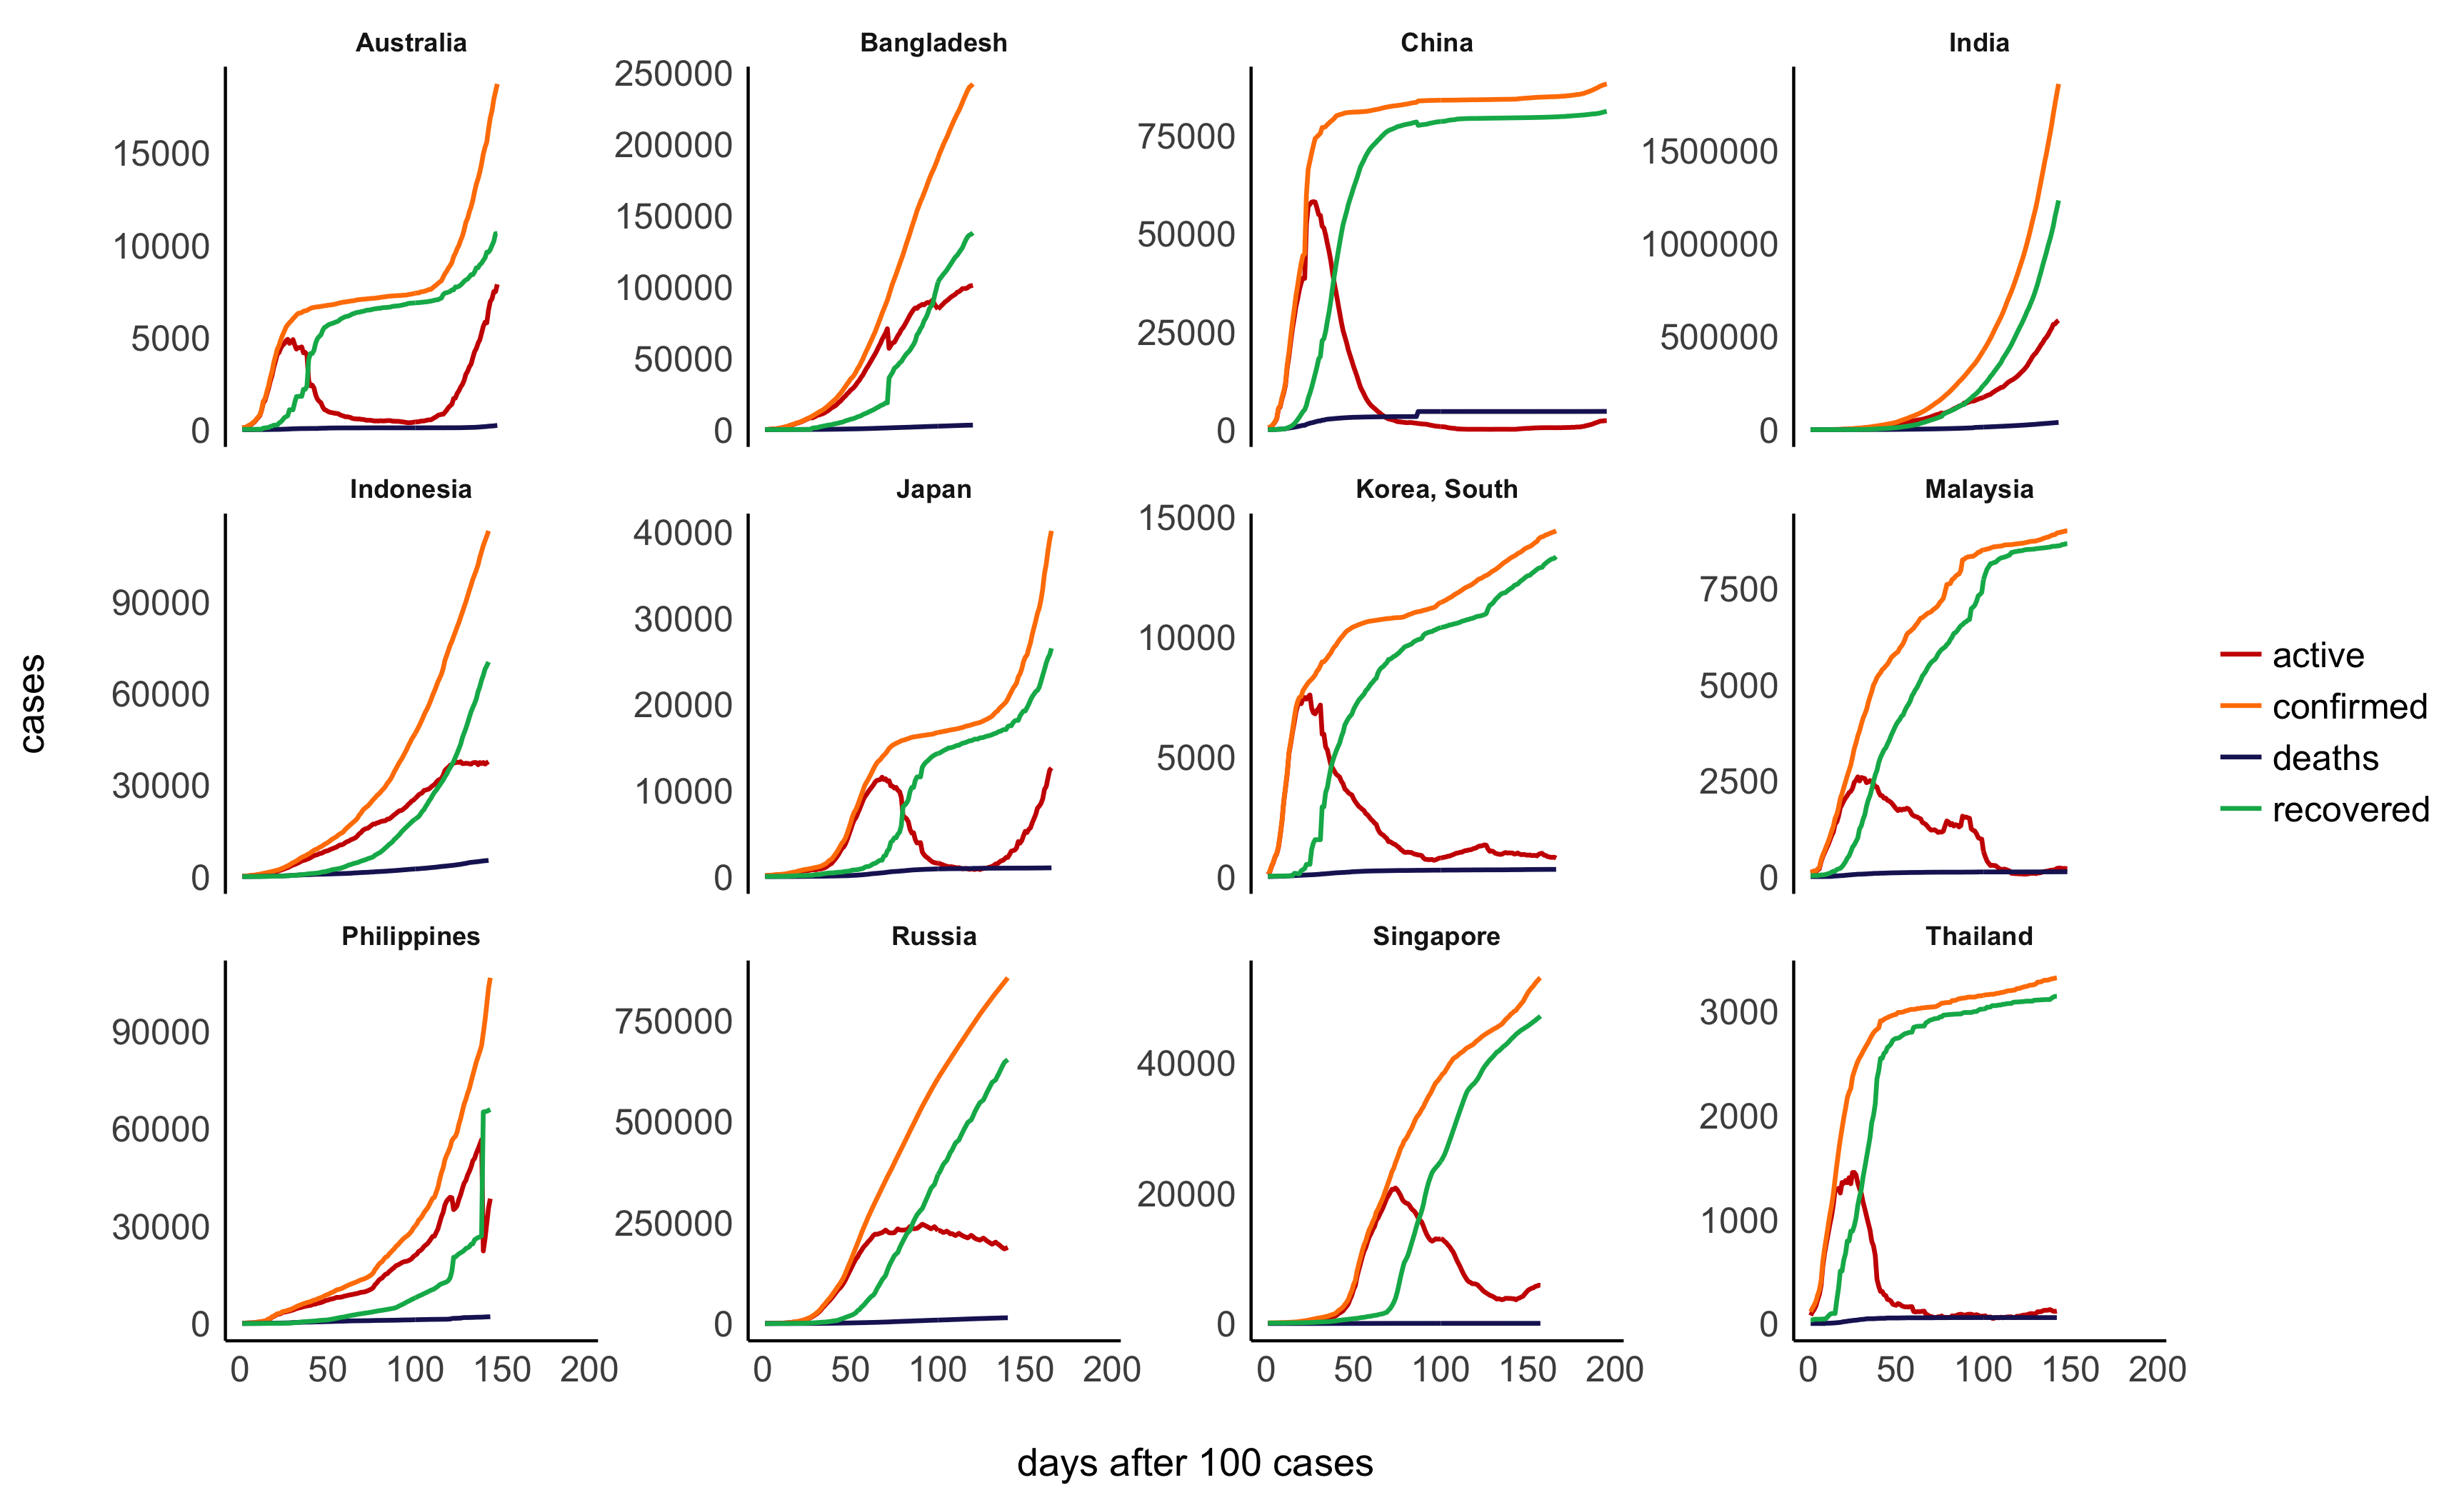 Australia
Bangladesh
China
India
15000
10000
5000
0
250000
200000
150000
100000
50000
0
75000
50000
25000
0
1500000
1000000
500000
0
Indonesia
Japan
Korea, South
Malaysia
90000
60000
30000
0
40000
30000
20000
10000
0
15000
10000
5000
0
7500
5000
2500
0
Philippines
Russia
Singapore
Thailand
90000
60000
30000
0
750000
500000
250000
0
40000
20000
0
3000
2000
1000
0
0 50 100 150 200
0 50 100 150 200
0 50 100 150 200
0 50 100 150 200
cases
days after 100 cases
active
confirmed
deaths
recovered